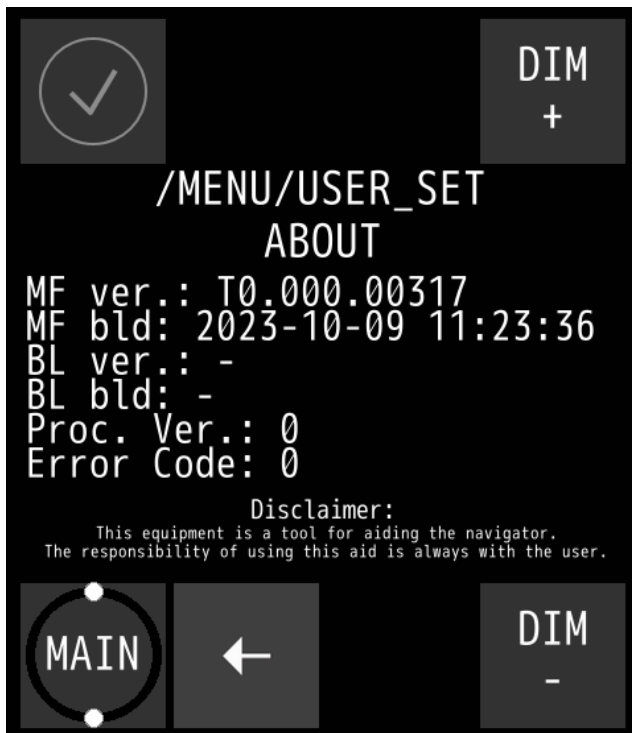 DIM
+
/MENU/USER_SET
ABOUT
MF ver.: T0.000.00317
MF bld: 2023-10-09 11:23:36
BL ver.: -
BL bld: -
Proc. Ver.: 0
Error Code: 0
Disclaimer:
This equipment is a tool for aiding the navigator.
The responsibility of using this aid is always with the user.
MAIN
DIM
-